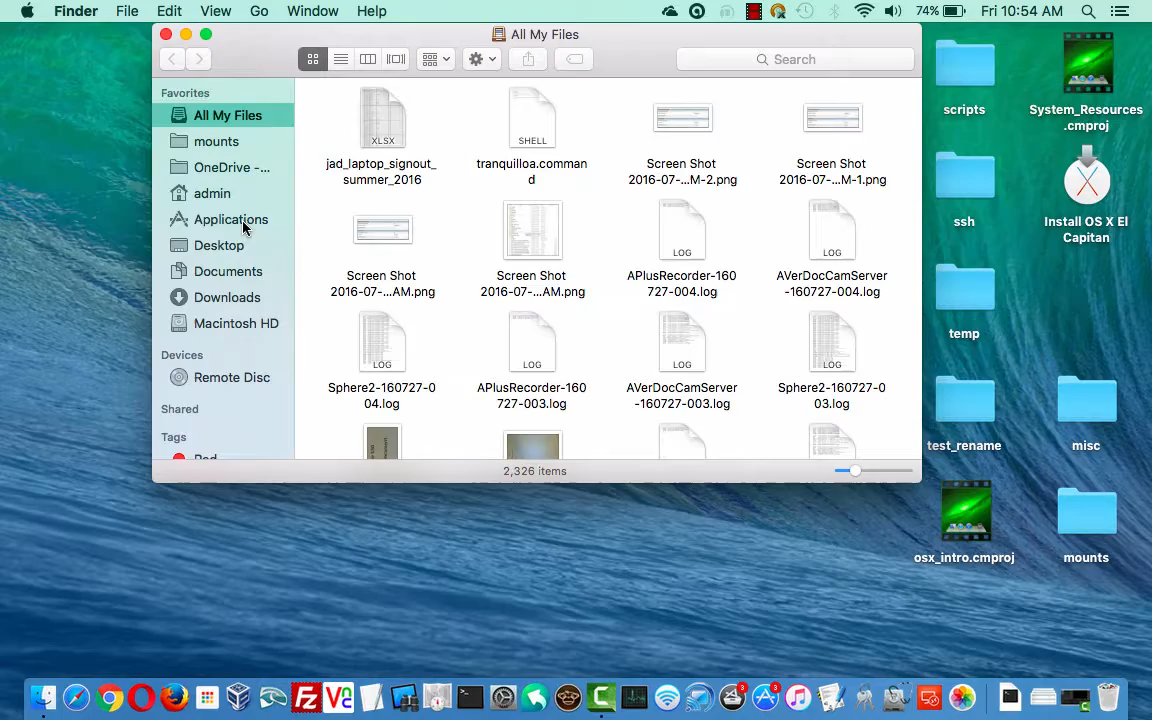 Finder File Edit View Go Window Help 74% Fri 10:54 AM
All My Files
Search
Favorites
All My Files
mounts
OneDrive -...
admin
Applications
Desktop
Documents
Downloads
Macintosh HD
Devices
Remote Disc
Shared
Tags
Red
XLSX
jad_laptop_signout_
summer_2016
SHELL
tranquilloa.comman
d
Screen Shot
2016-07-...M-2.png
Screen Shot
2016-07-...M-1.png
Screen Shot
2016-07-...AM.png
Screen Shot
2016-07-...AM.png
LOG
APlusRecorder-160
727-004.log
LOG
AVerDocCamServer
-160727-004.log
LOG
Sphere2-160727-0
04.log
LOG
APlusRecorder-160
727-003.log
LOG
AVerDocCamServer
-160727-003.log
LOG
Sphere2-160727-0
03.log
2,326 items
scripts
System_Resources
.cmproj
ssh
Install OS X El
Capitan
temp
test_rename
misc
osx_intro.cmproj
mounts
3
3